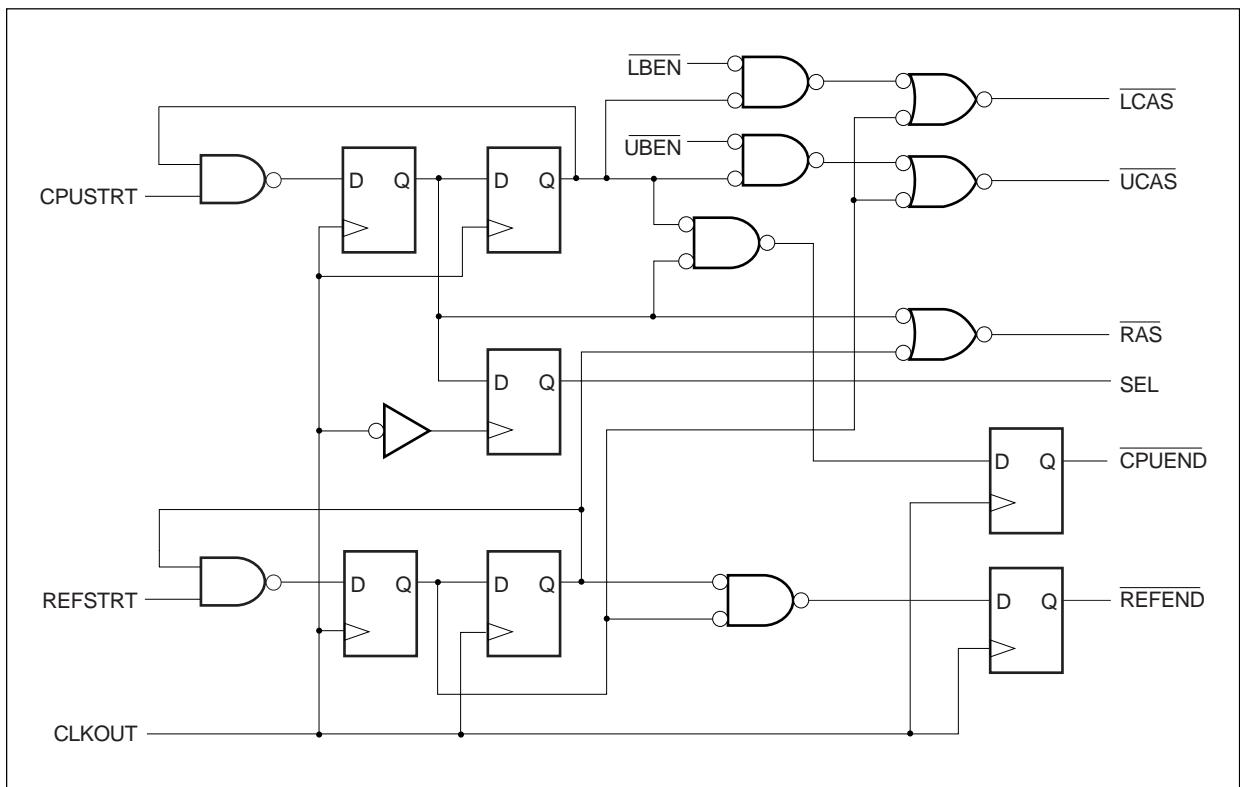 LBEN
LCAS
UBEN
D Q
D Q
UCAS
CPUSTRT
RAS
D Q
SEL
D Q
CPUEND
D Q
D Q
D Q
REFEND
REFSTRT
CLKOUT